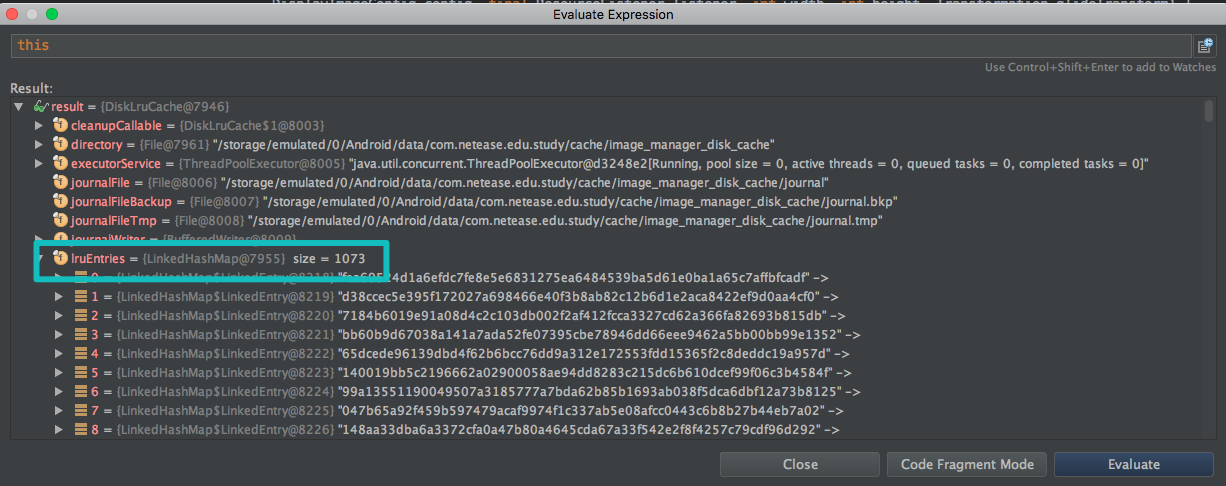 Evaluate Expression
this
Use Control+Shift+Enter to add to Watches
Result:
result = {DiskLruCache@7946}
cleanupCallable = {DiskLruCache$1@8003}
directory = {File@7961} "/storage/emulated/0/Android/data/com.netease.edu.study/cache/image_manager_disk_cache"
executorService = {ThreadPoolExecutor@8005} "java.util.concurrent.ThreadPoolExecutor@d3248e2[Running, pool size = 0, active threads = 0, queued tasks = 0, completed tasks = 0]"
journalFile = {File@8006} "/storage/emulated/0/Android/data/com.netease.edu.study/cache/image_manager_disk_cache/journal"
journalFileBackup = {File@8007} "/storage/emulated/0/Android/data/com.netease.edu.study/cache/image_manager_disk_cache/journal.bkp"
journalFileTmp = {File@8008} "/storage/emulated/0/Android/data/com.netease.edu.study/cache/image_manager_disk_cache/journal.tmp"
journalWriter = {BufferedWriter@8009}
lruEntries = {LinkedHashMap@7955} size = 1073
0 = {LinkedHashMap$LinkedEntry@8218}
1 = {LinkedHashMap$LinkedEntry@8219} "d38ccec5e395f172027a698466e40f3b8ab82c12b6d1e2aca8422ef9d0aa4cf0" ->
2 = {LinkedHashMap$LinkedEntry@8220} "7184b6019e91a08d4c2c103db002f2af412fcca3327cd62a366fa82693b815db" ->
3 = {LinkedHashMap$LinkedEntry@8221} "bb60b9d67038a141a7ada52fe07395cbe78946dd66eee9462a5bb00bb99e1352" ->
4 = {LinkedHashMap$LinkedEntry@8222} "65dcede96139dbd4f62b6bcc76dd9a312e172553fdd15365f2c8deddc19a957d" ->
5 = {LinkedHashMap$LinkedEntry@8223} "140019bb5c2196662a02900058ae94dd8283c215dc6b610dcef99f06c3b4584f" ->
6 = {LinkedHashMap$LinkedEntry@8224} "99a13551190049507a3185777a7bda62b85b1693ab038f5dca6dbf12a73b8125" ->
7 = {LinkedHashMap$LinkedEntry@8225} "047b65a92f459b597479acaf9974f1c337ab5e08afcc0443c6b8b27b44eb7a02" ->
8 = {LinkedHashMap$LinkedEntry@8226} "148aa33dba6a3372cfa0a47b80a4645cda67a33f542e2f8f4257c79cdf96d292" ->
Close
Code Fragment Mode
Evaluate